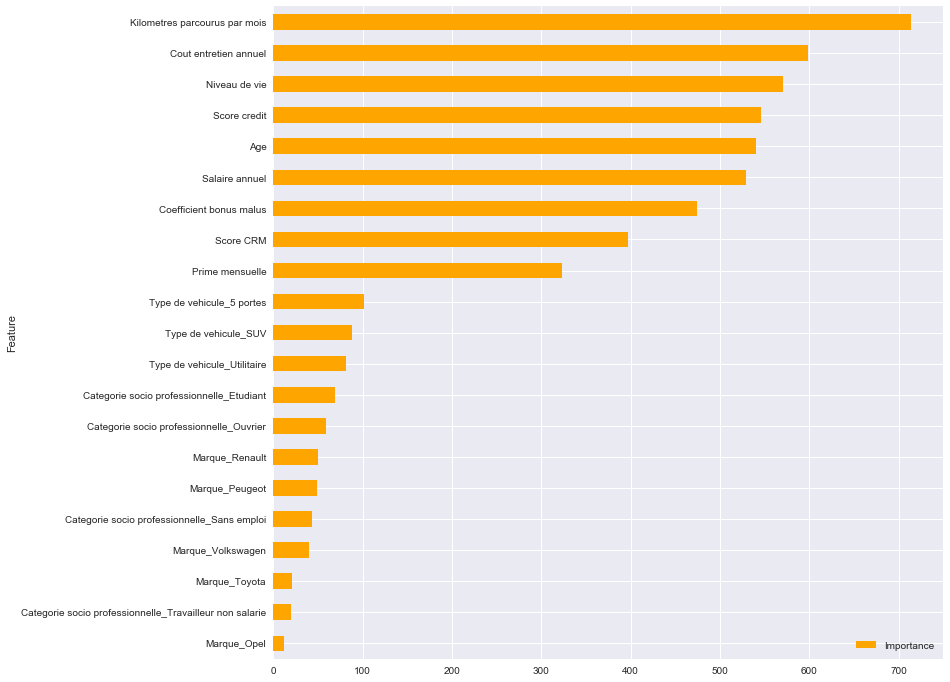 Kilometres parcourus par mois
Cout entretien annuel
Niveau de vie
Score credit
Age
Salaire annuel
Coefficient bonus malus
Score CRM
Prime mensuelle
Type de vehicule_5 portes
Type de vehicule_SUV
Type de vehicule_Utilitaire
Categorie socio professionnelle_Etudiant
Categorie socio professionnelle_Ouvrier
Marque_Renault
Marque_Peugeot
Categorie socio professionnelle_Sans emploi
Marque_Volkswagen
Marque_Toyota
Categorie socio professionnelle_Travailleur non salarie
Marque_Opel
Feature
Importance
0 100 200 300 400 500 600 700